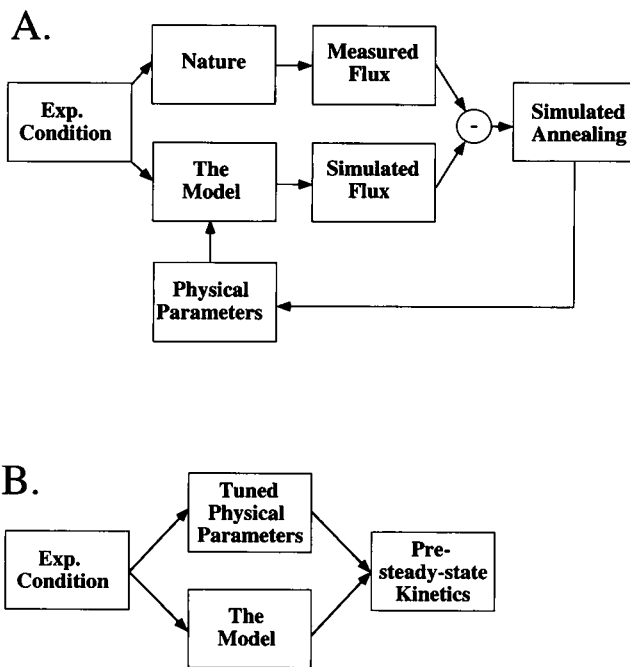 A.
Nature
Measured
Flux
Exp.
Condition
-
Simulated
Annealing
The
Model
Simulated
Flux
Physical
Parameters
B.
Tuned
Physical
Parameters
Exp.
Condition
Pre-
steady-state
Kinetics
The
Model